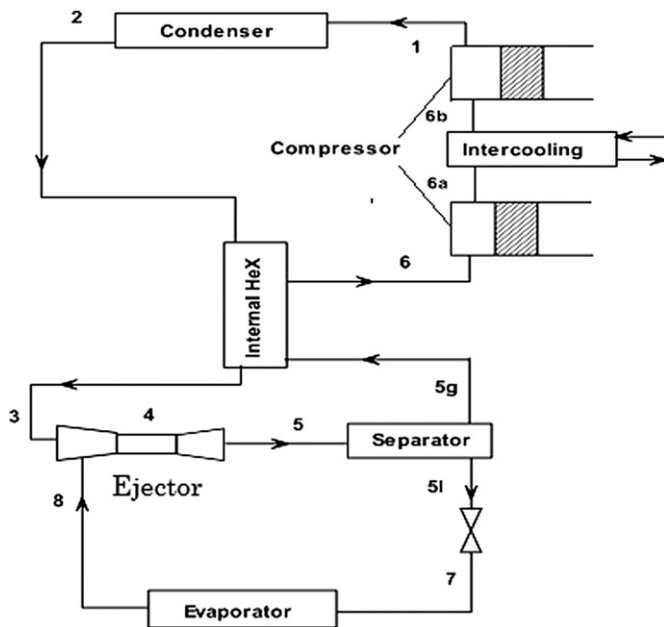 2
Condenser
1
6b
Compressor
Intercooling
6a
Internal HeX
6
5g
3
4
5
Separator
Ejector
8
5l
7
Evaporator